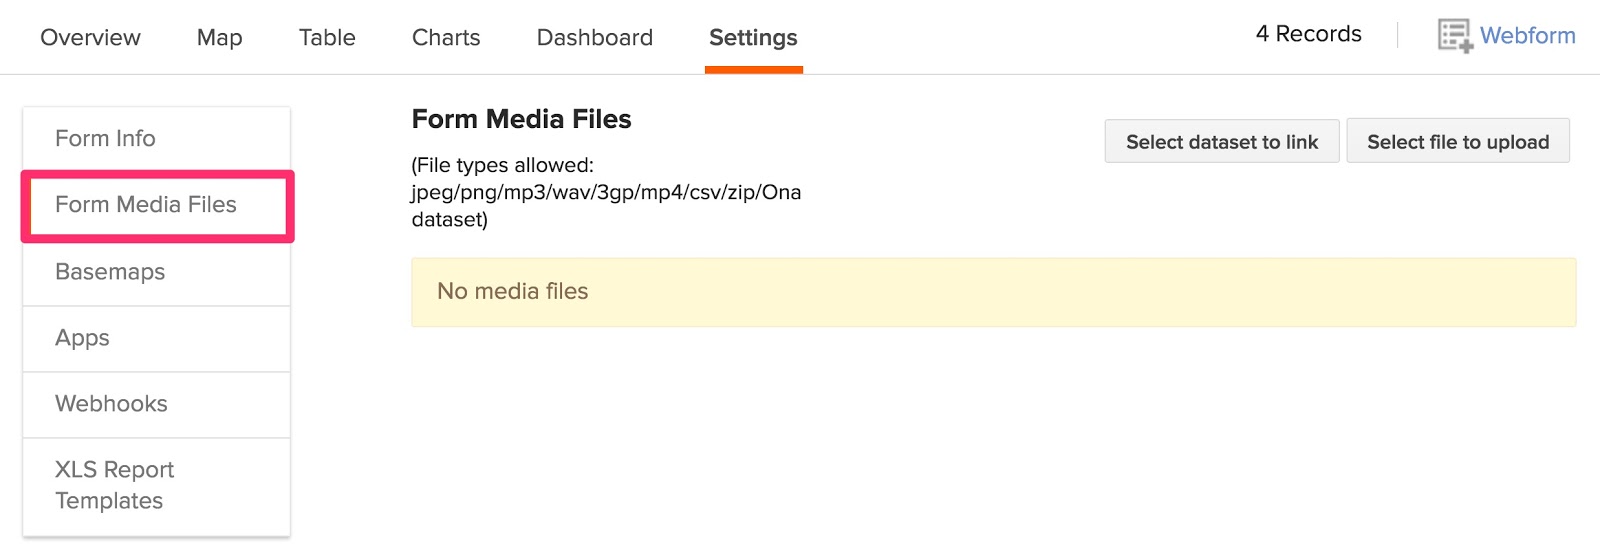 Overview Map Table Charts Dashboard Settings 4 Records Webform
Form Info
Form Media Files
Basemaps
Apps
Webhooks
XLS Report
Templates
Form Media Files
(File types allowed:
jpeg/png/mp3/wav/3gp/mp4/csv/zip/Ona
dataset)
Select dataset to link
Select file to upload
No media files